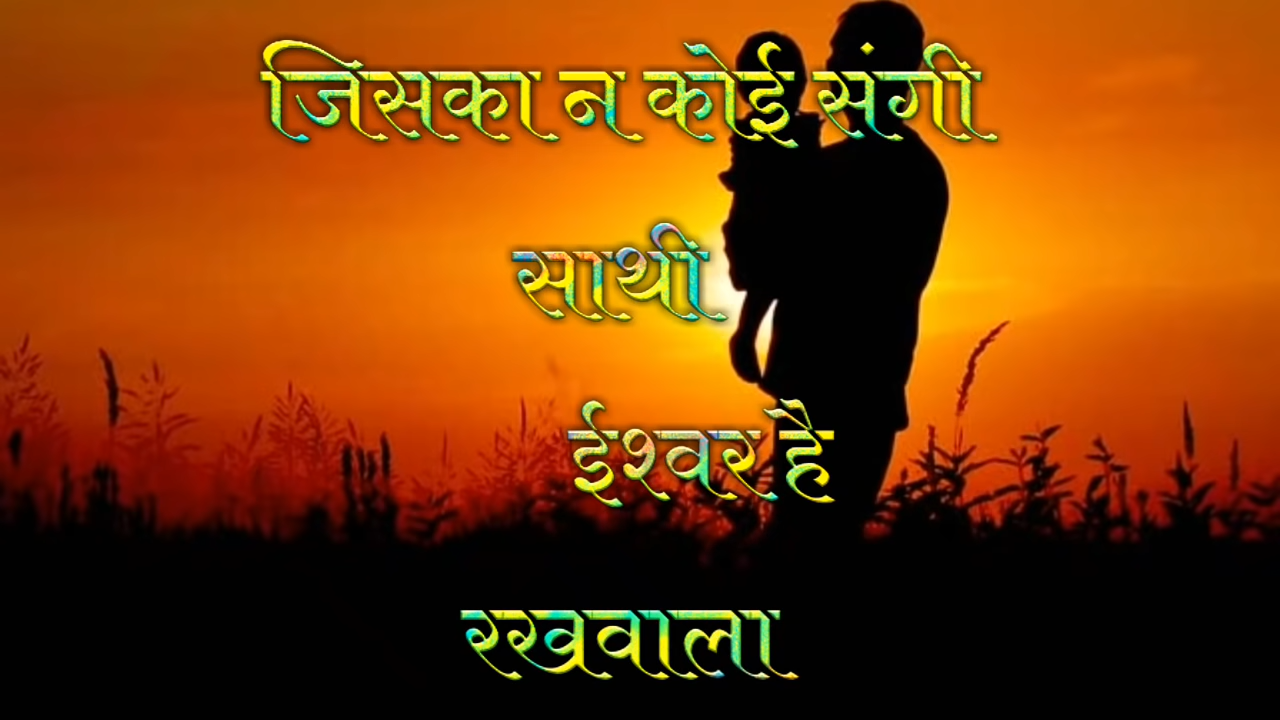 जिसका न कोई संगी
साथी
ईश्वर है
रखवाला